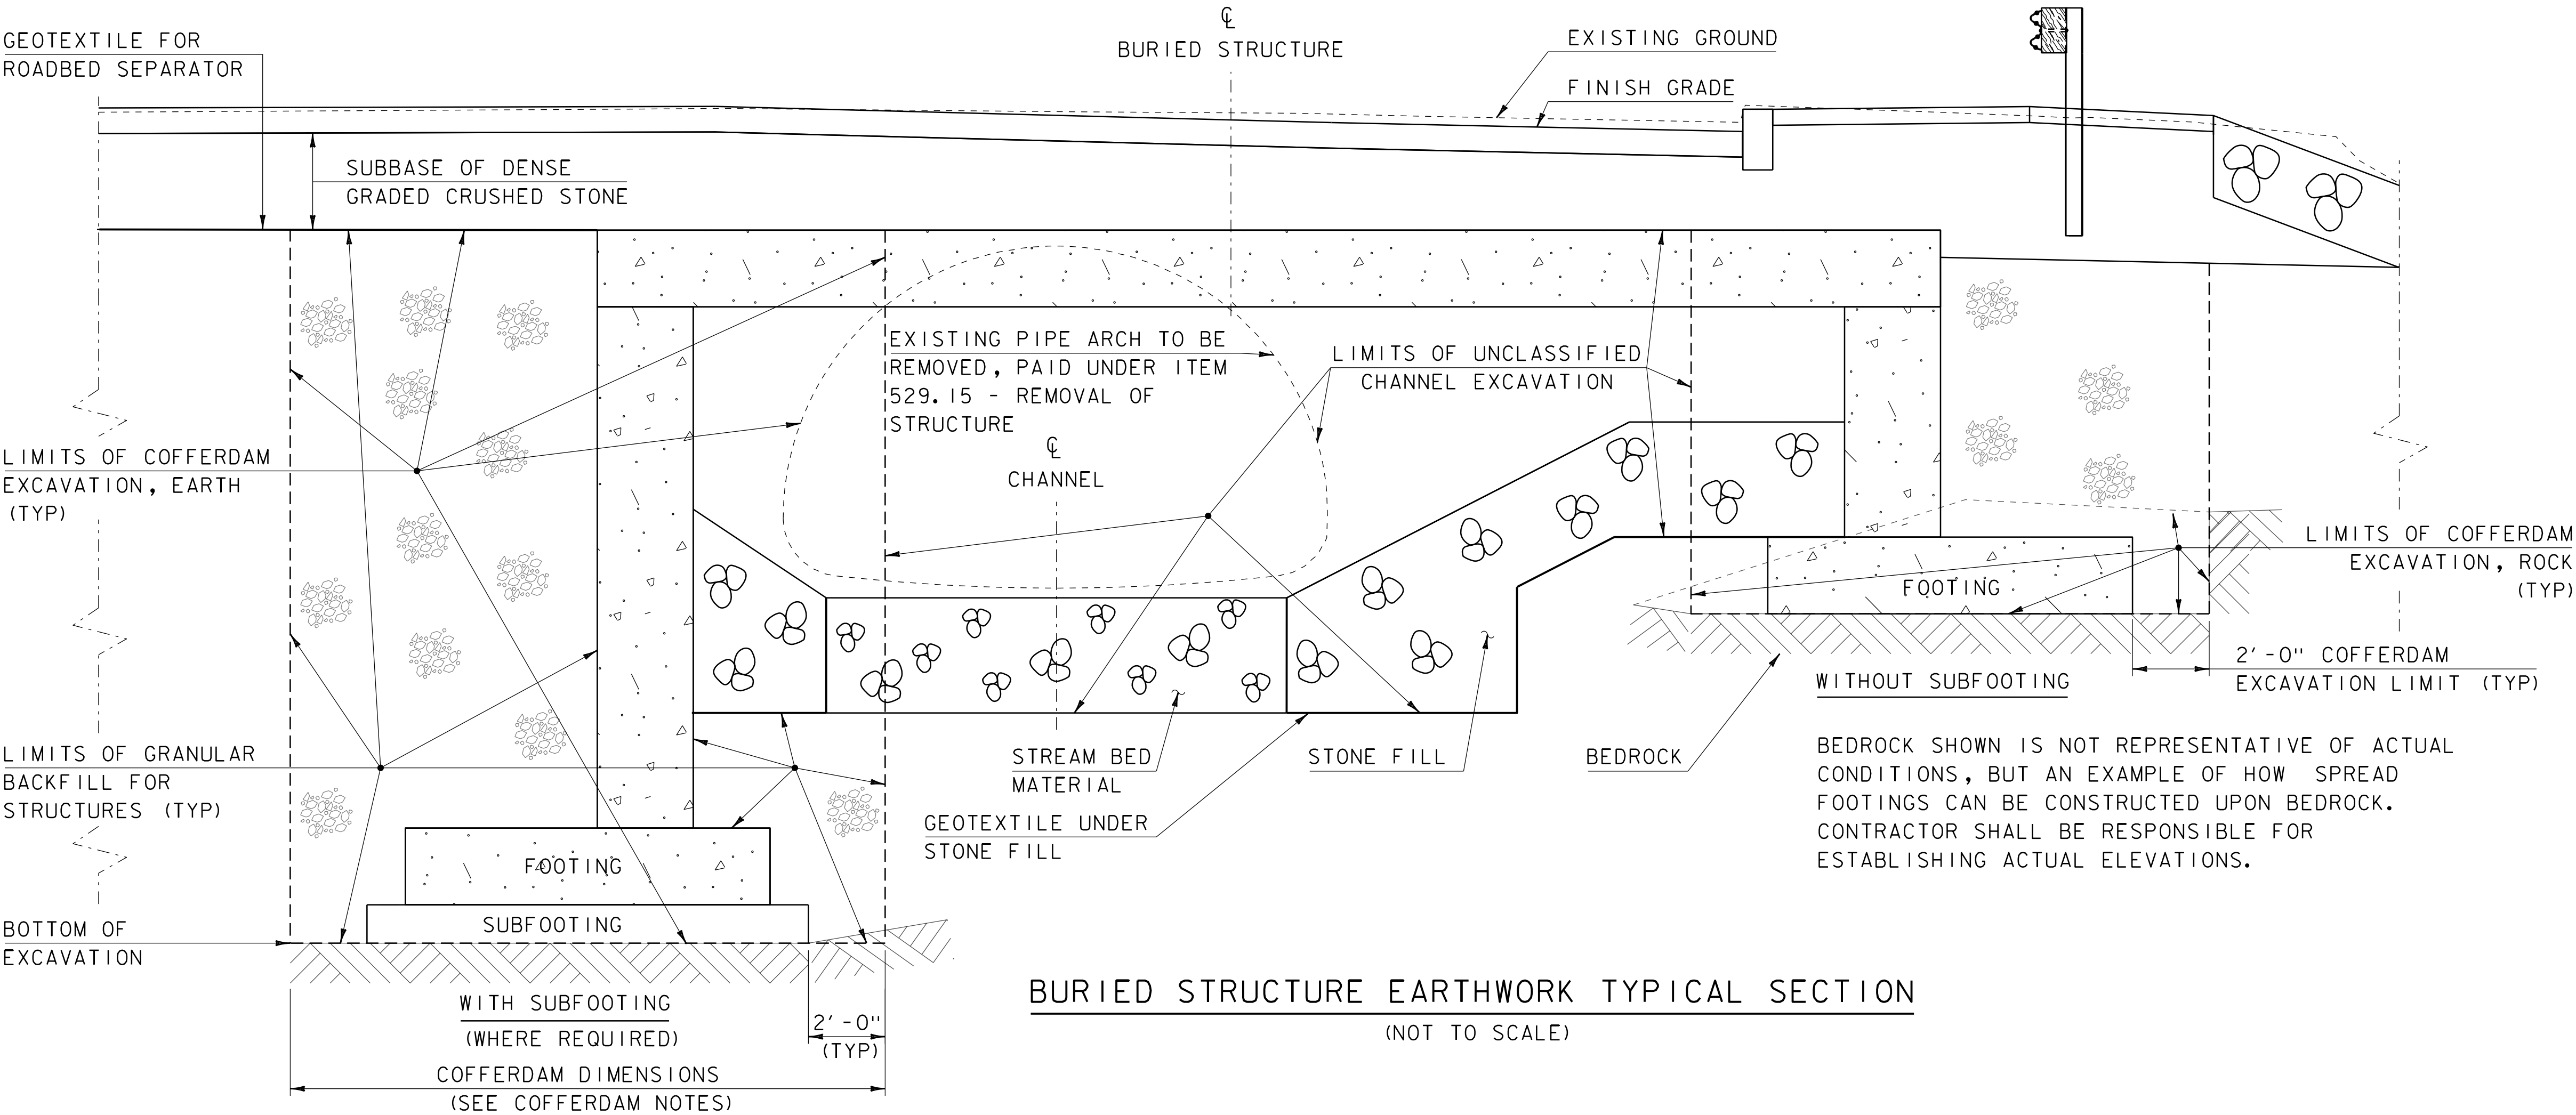 GEOTEXTILE FOR
ROADBED SEPARATOR
℄
BURIED STRUCTURE
EXISTING GROUND
FINISH GRADE
SUBBASE OF DENSE
GRADED CRUSHED STONE
EXISTING PIPE ARCH TO BE
REMOVED, PAID UNDER ITEM
529.15 - REMOVAL OF
STRUCTURE
LIMITS OF UNCLASSIFIED
CHANNEL EXCAVATION
℄
CHANNEL
LIMITS OF COFFERDAM
EXCAVATION, EARTH
(TYP)
LIMITS OF COFFERDAM
EXCAVATION, ROCK
(TYP)
FOOTING
2'-0" COFFERDAM
EXCAVATION LIMIT (TYP)
WITHOUT SUBFOOTING
LIMITS OF GRANULAR
BACKFILL FOR
STRUCTURES (TYP)
STREAM BED
MATERIAL
STONE FILL
BEDROCK
GEOTEXTILE UNDER
STONE FILL
BEDROCK SHOWN IS NOT REPRESENTATIVE OF ACTUAL
CONDITIONS, BUT AN EXAMPLE OF HOW SPREAD
FOOTINGS CAN BE CONSTRUCTED UPON BEDROCK.
CONTRACTOR SHALL BE RESPONSIBLE FOR
ESTABLISHING ACTUAL ELEVATIONS.
FOOTING
SUBFOOTING
BOTTOM OF
EXCAVATION
WITH SUBFOOTING
(WHERE REQUIRED)
2'-0"
(TYP)
COFFERDAM DIMENSIONS
(SEE COFFERDAM NOTES)
BURIED STRUCTURE EARTHWORK TYPICAL SECTION
(NOT TO SCALE)